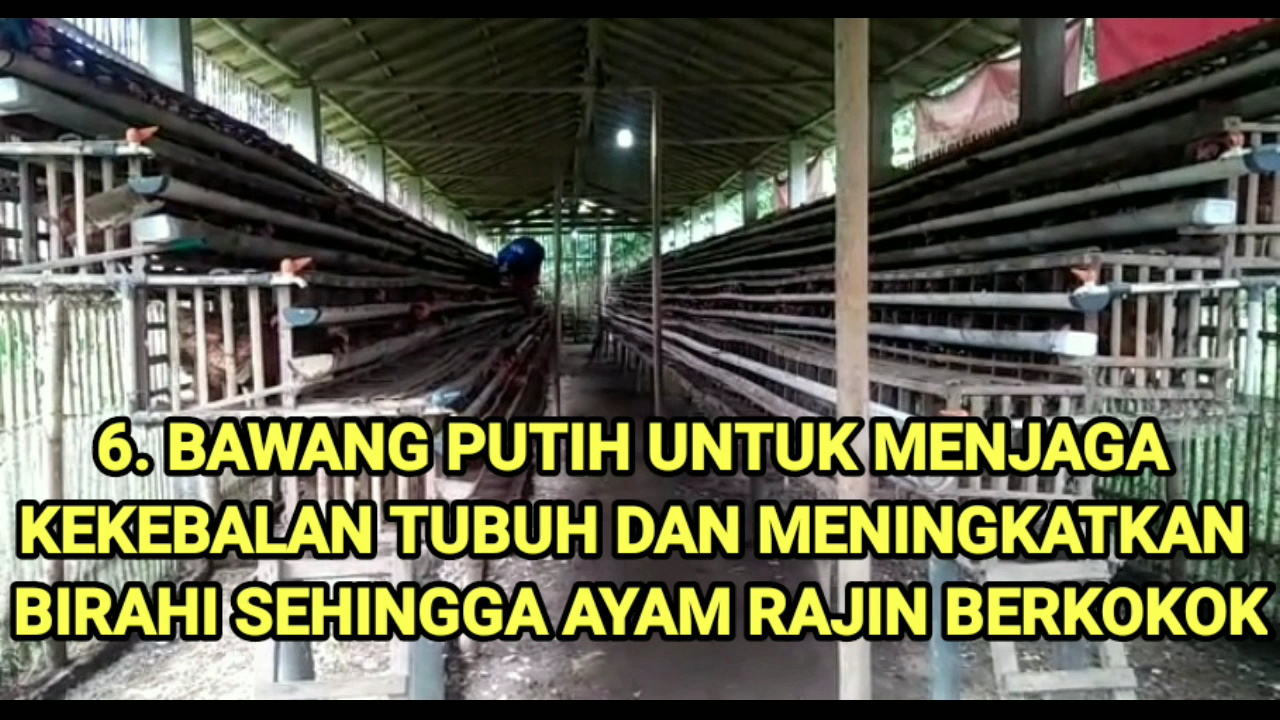 6. BAWANG PUTIH UNTUK MENJAGA
KEKEBALAN TUBUH DAN MENINGKATKAN
BIRAHI SEHINGGA AYAM RAJIN BERKOKOK